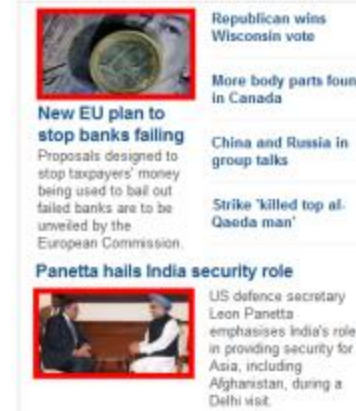 New EU plan to
stop banks failing
Proposals designed to
stop taxpayers' money
being used to bail out
failed banks are to be
unveiled by the
European Commission.
Republican wins
Wisconsin vote
More body parts foun
in Canada
China and Russia in
group talks
Strike 'killed top al-
Qaeda man'
Panetta hails India security role
US defence secretary
Leon Panetta
emphasises India's role
in providing security for
Asia, including
Afghanistan, during a
Delhi visit.